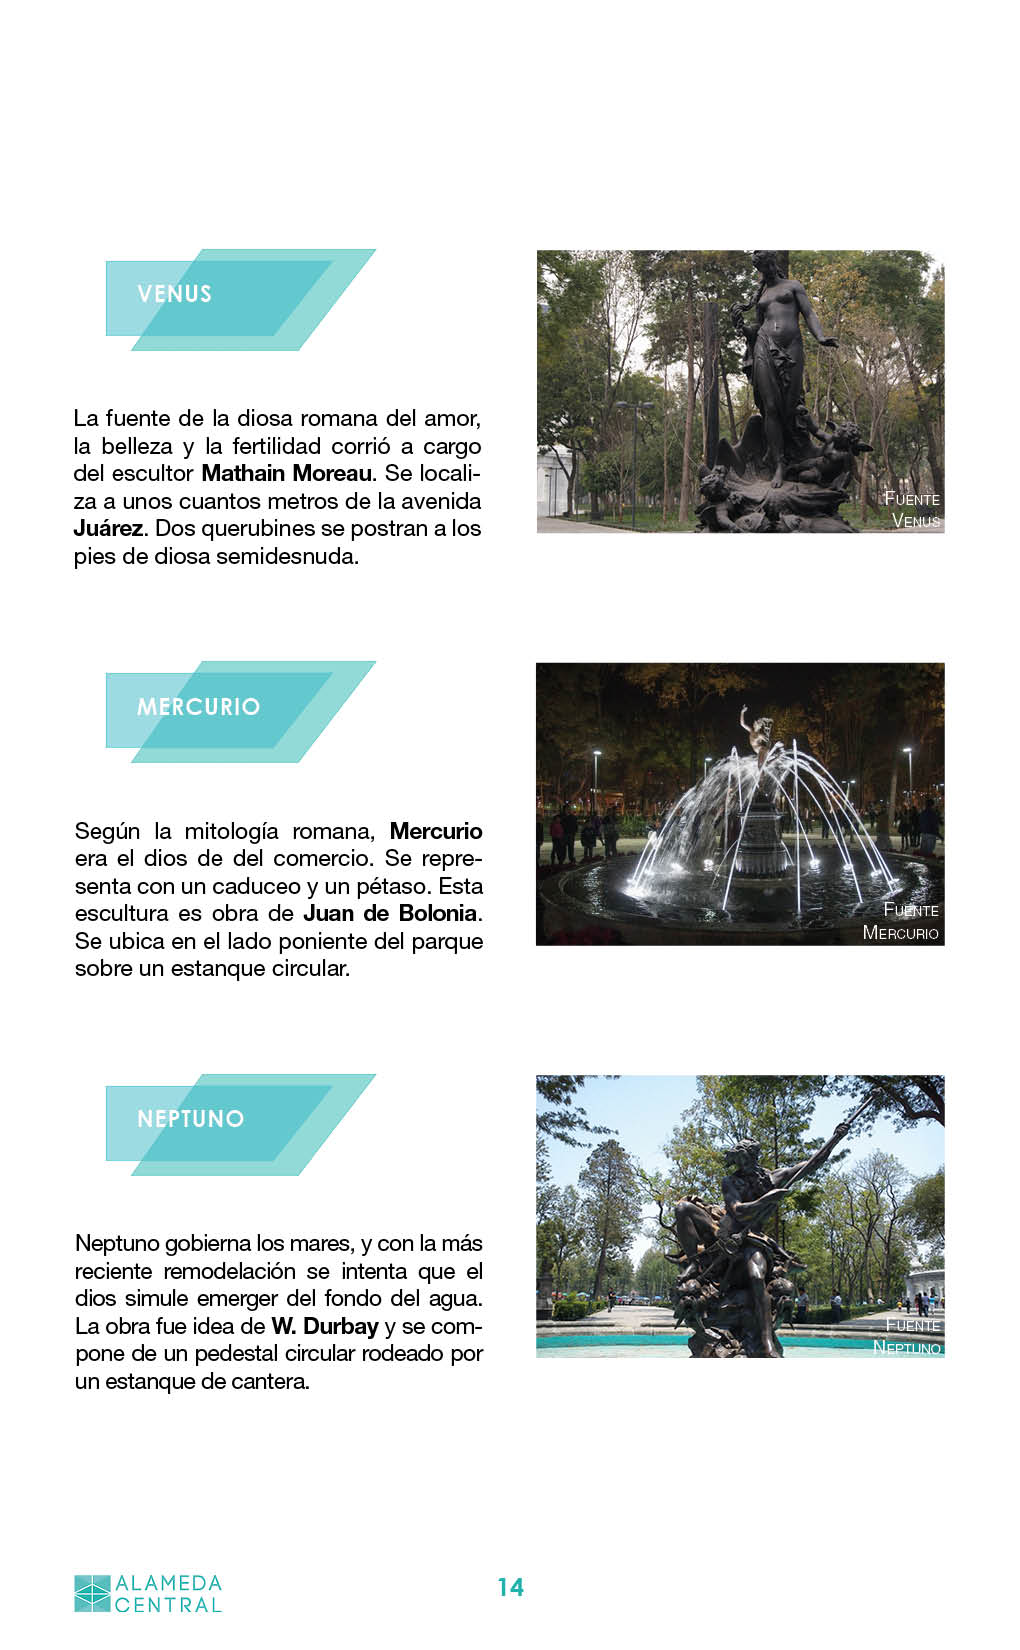 VENUS
La fuente de la diosa romana del amor,
la belleza y la fertilidad corrió a cargo
del escultor Mathain Moreau. Se locali-
za a unos cuantos metros de la avenida
Juárez. Dos querubines se postran a los
pies de diosa semidesnuda.
FUENTE
VENUS
MERCURIO
Según la mitología romana, Mercurio
era el dios de del comercio. Se repre-
senta con un caduceo y un pétaso. Esta
escultura es obra de Juan de Bolonia.
Se ubica en el lado poniente del parque
sobre un estanque circular.
FUENTE
MERCURIO
NEPTUNO
Neptuno gobierna los mares, y con la más
reciente remodelación se intenta que el
dios simule emerger del fondo del agua.
La obra fue idea de W. Durbay y se com-
pone de un pedestal circular rodeado por
un estanque de cantera.
FUENTE
NEPTUNO
ALAMEDA
CENTRAL
14